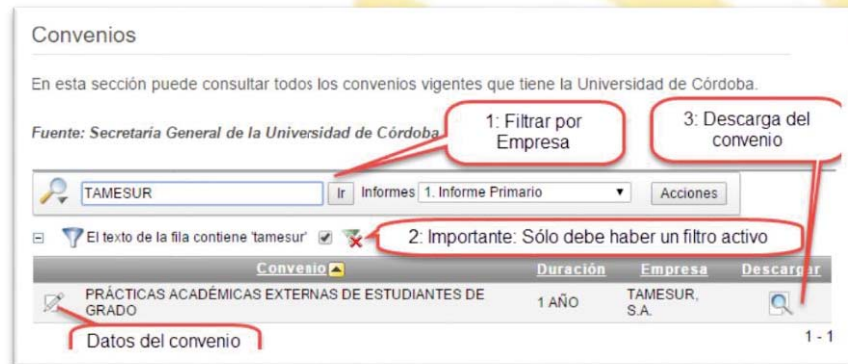 Convenios
En esta sección puede consultar todos los convenios vigentes que tiene la Universidad de Córdoba.
Fuente: Secretaría General de la Universidad de Córdoba
1: Filtrar por
Empresa
3: Descarga del
convenio
TAMESUR Ir Informes 1. Informe Primario Acciones
El texto de la fila contiene 'tamesur'
2: Importante: Sólo debe haber un filtro activo
Convenio Duración Empresa Descargar
PRÁCTICAS ACADÉMICAS EXTERNAS DE ESTUDIANTES DE
GRADO
1 AÑO
TAMESUR,
S.A.
Datos del convenio
1 - 1